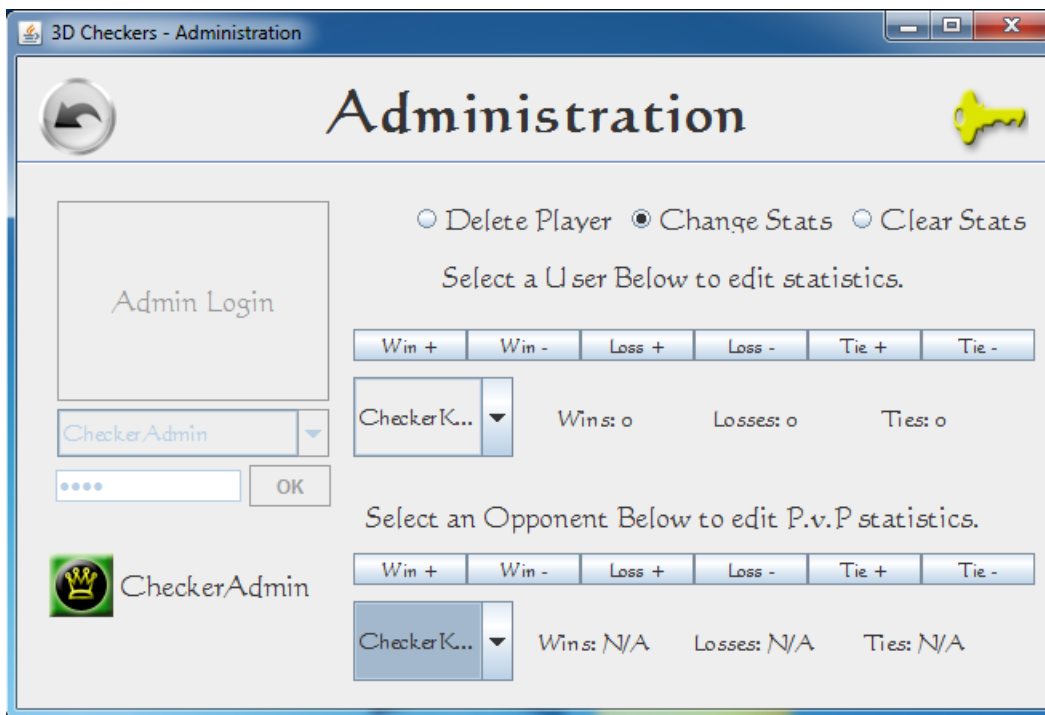 3D Checkers - Administration
Administration
Delete Player Change Stats Clear Stats
Select a User Below to edit statistics.
Admin Login
Win + Win - Loss + Loss - Tie + Tie -
CheckerK... Wins: 0 Losses: 0 Ties: 0
CheckerAdmin
OK
Select an Opponent Below to edit P.v.P statistics.
Win + Win - Loss + Loss - Tie + Tie -
CheckerAdmin
CheckerK... Wins: N/A Losses: N/A Ties: N/A